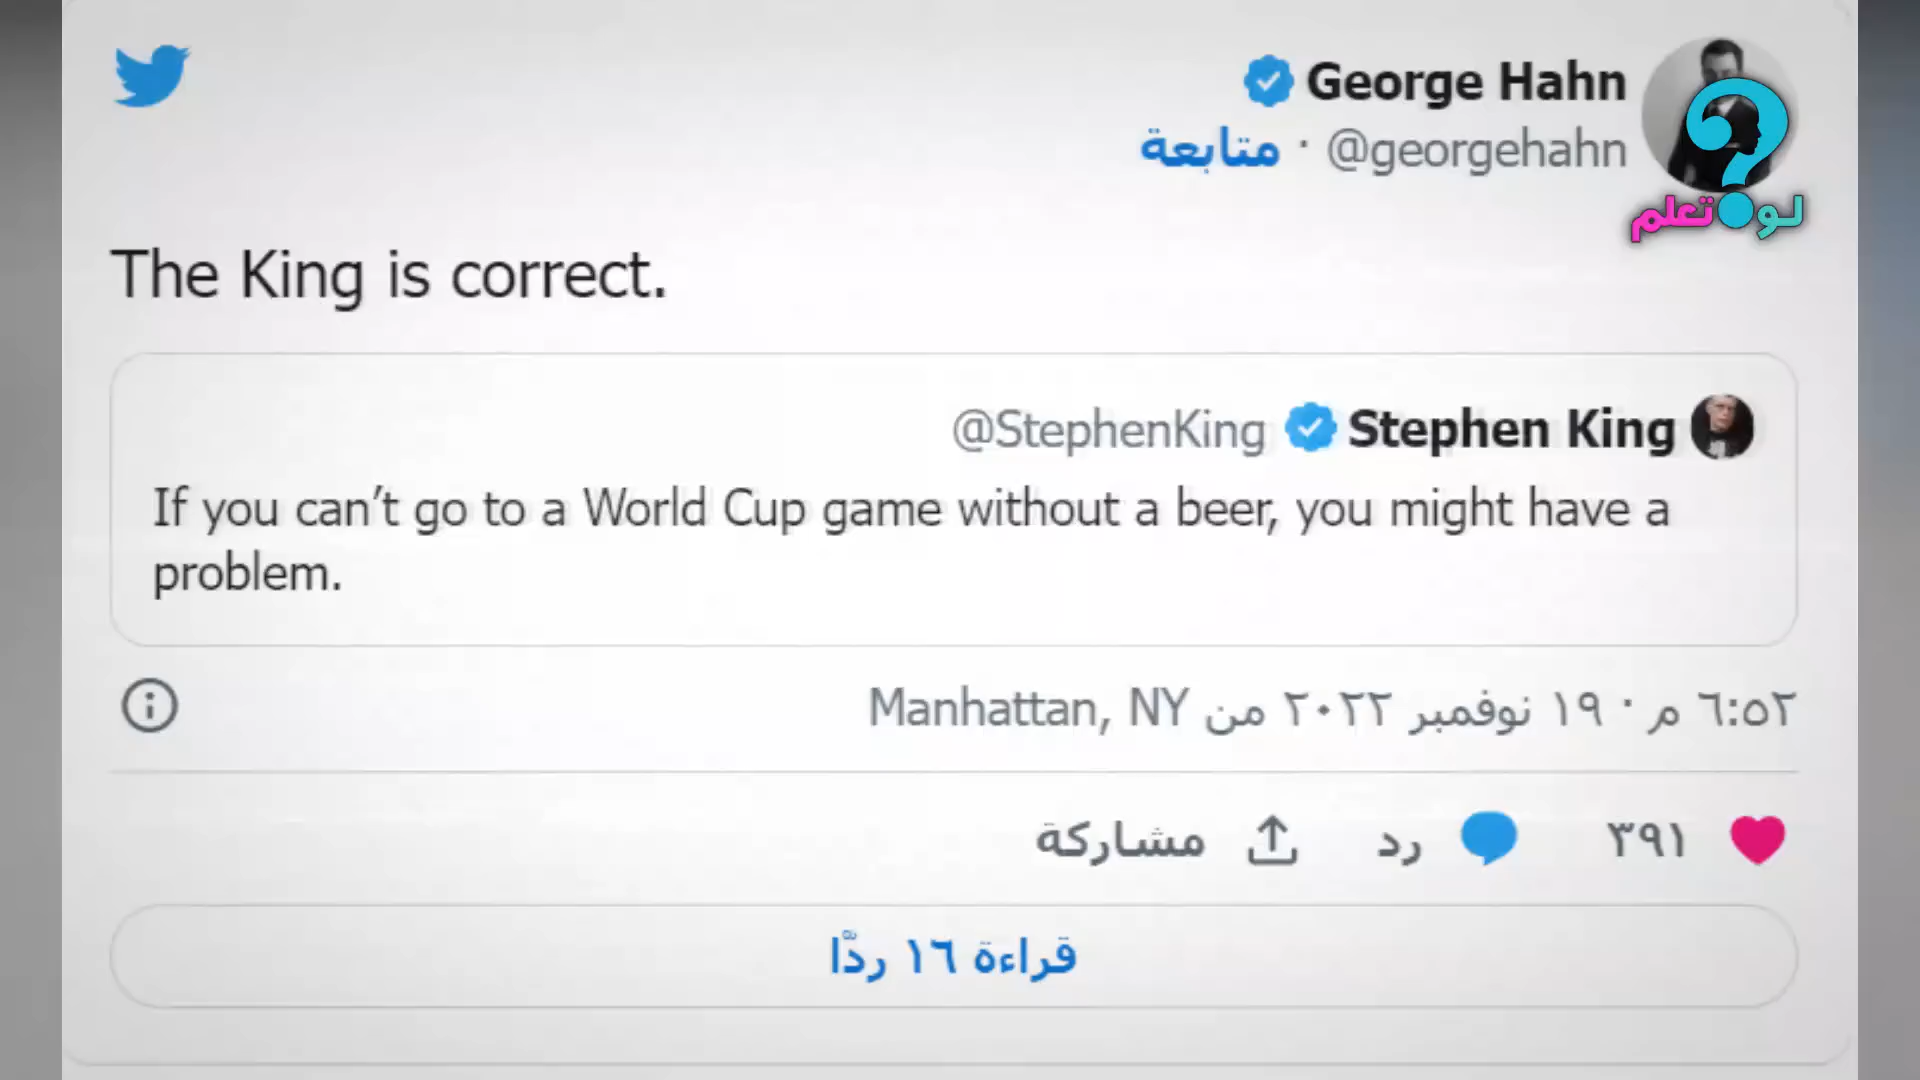 George Hahn
@georgehahn · متابعة
لو تعلم
The King is correct.
Stephen King @StephenKing
If you can’t go to a World Cup game without a beer, you might have a
problem.
٦:٥٢ م · ١٩ نوفمبر ٢٠٢٢ من Manhattan, NY
٣٩١ رد مشاركة
قراءة ١٦ ردًّا